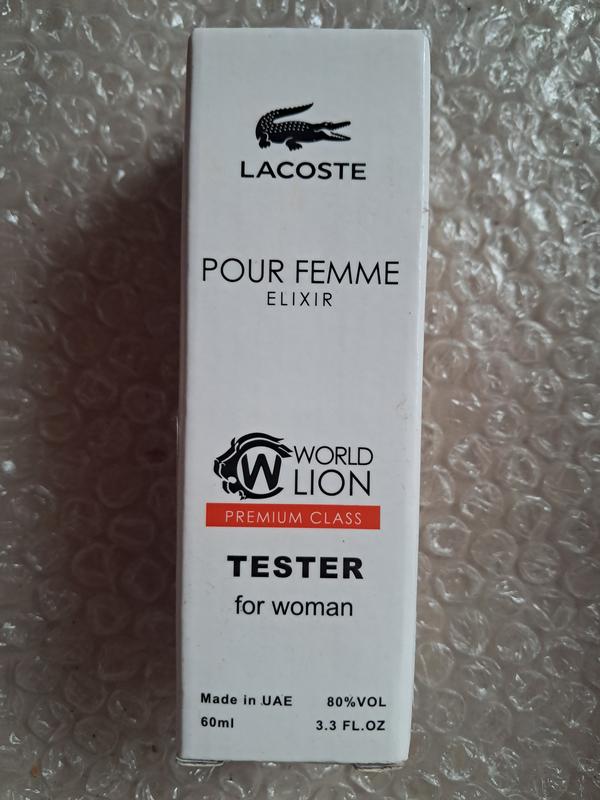 LACOSTE
POUR FEMME
ELIXIR
W
WORLD
LION
PREMIUM CLASS
TESTER
for woman
Made in UAE 80%VOL
60ml 3.3 FL.OZ